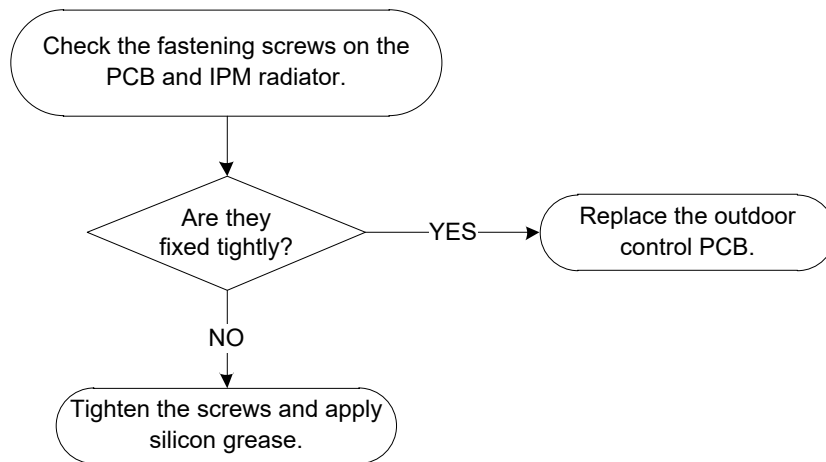 Check the fastening screws on the
PCB and IPM radiator.
Are they
fixed tightly?
YES
Replace the outdoor
control PCB.
NO
Tighten the screws and apply
silicon grease.